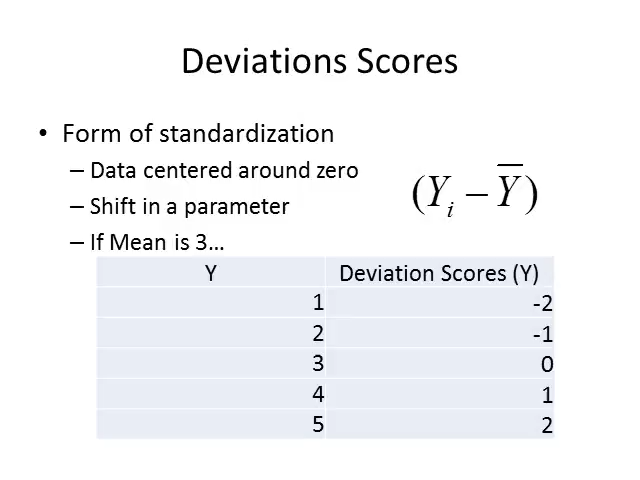 Deviations Scores
• Form of standardization
– Data centered around zero
– Shift in a parameter
(Yᵢ − Y̅)
– If Mean is 3…
Y Deviation Scores (Y)
1 -2
2 -1
3 0
4 1
5 2